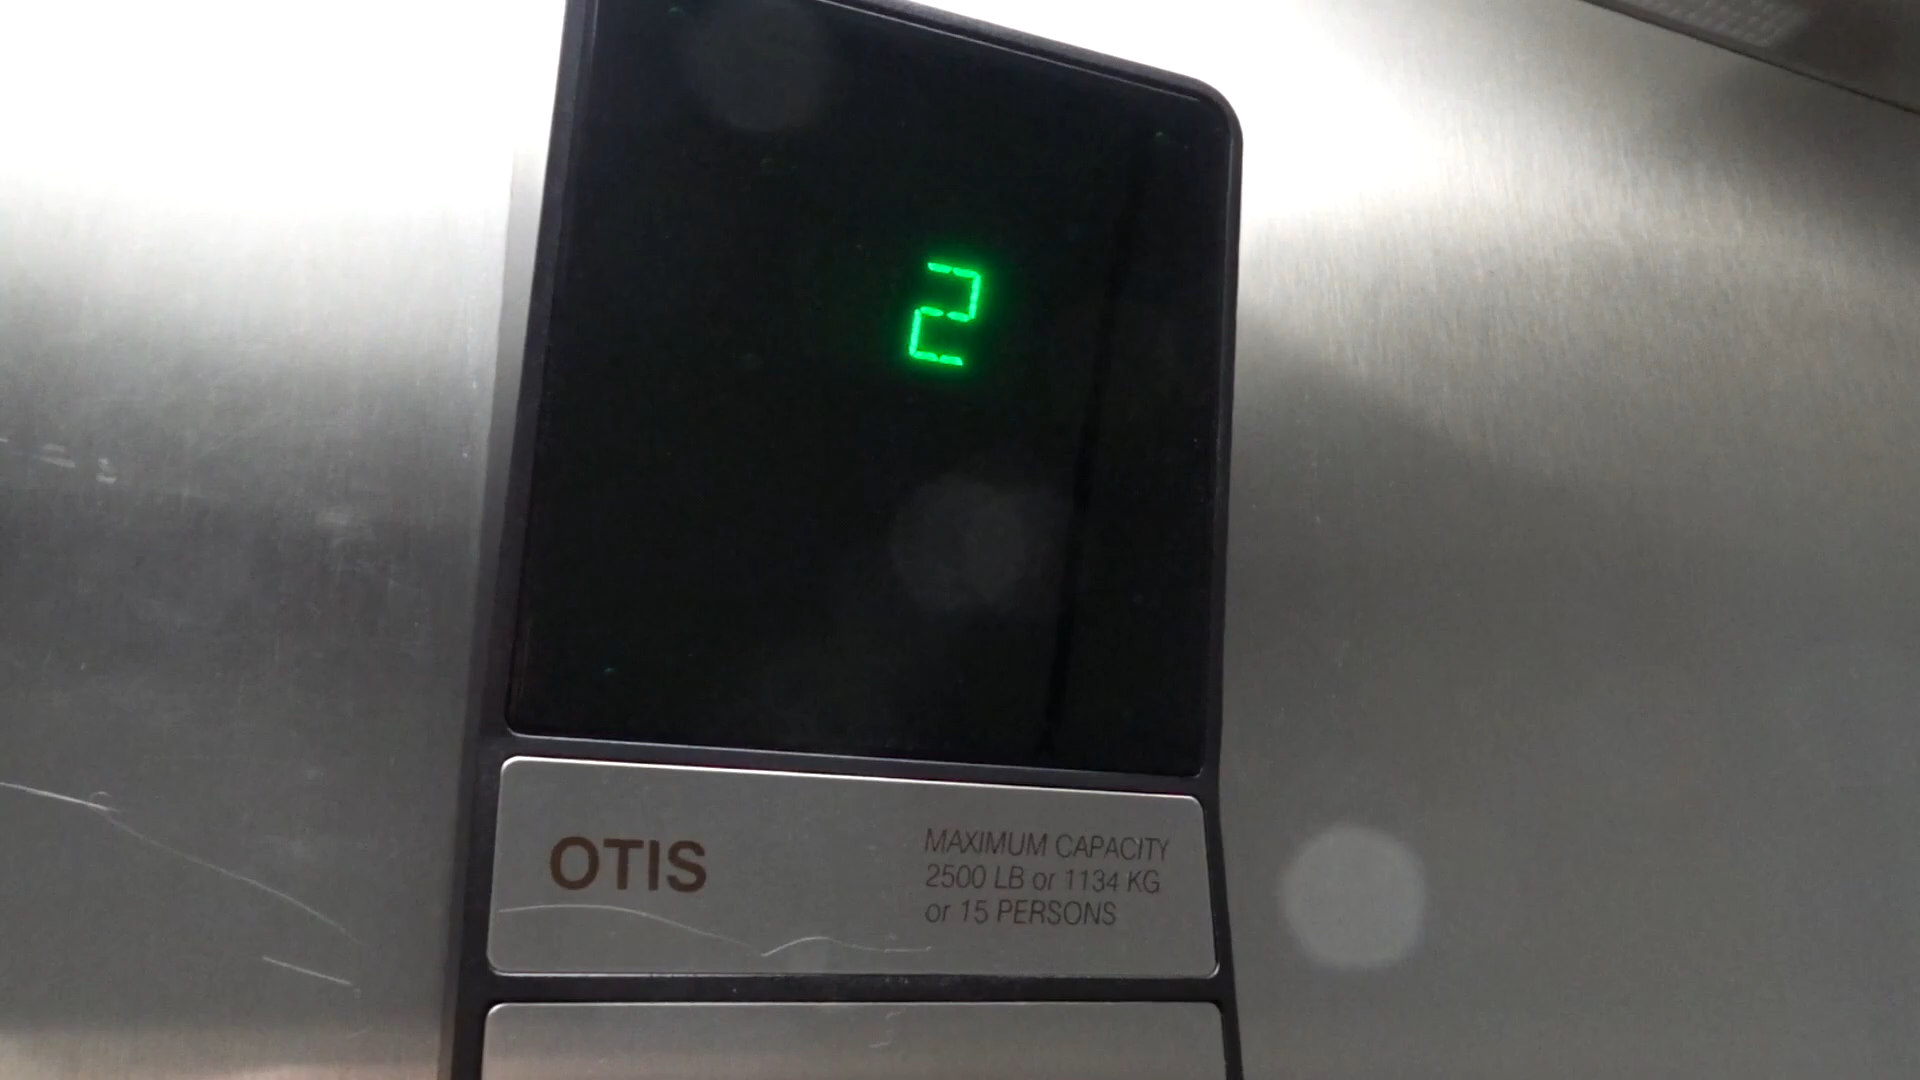 2
OTIS
MAXIMUM CAPACITY
2500 LB or 1134 KG
or 15 PERSONS